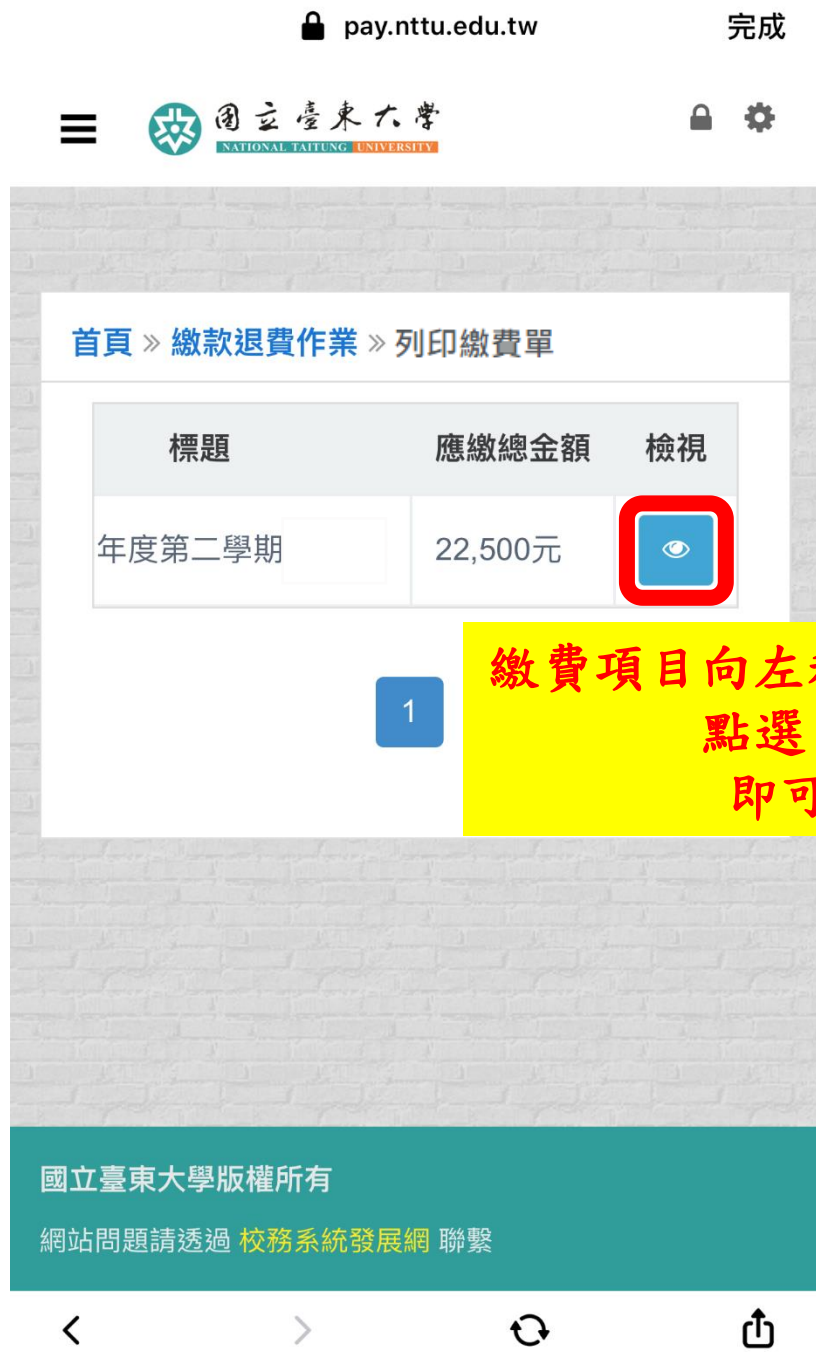 pay.nttu.edu.tw 完成
國立臺東大學
NATIONAL TAITUNG UNIVERSITY
首頁 » 繳款退費作業 » 列印繳費單
標題 應繳總金額 檢視
年度第二學期 22,500元
1
繳費項目向左
點選
即可
國立臺東大學版權所有
網站問題請透過 校務系統發展網 聯繫